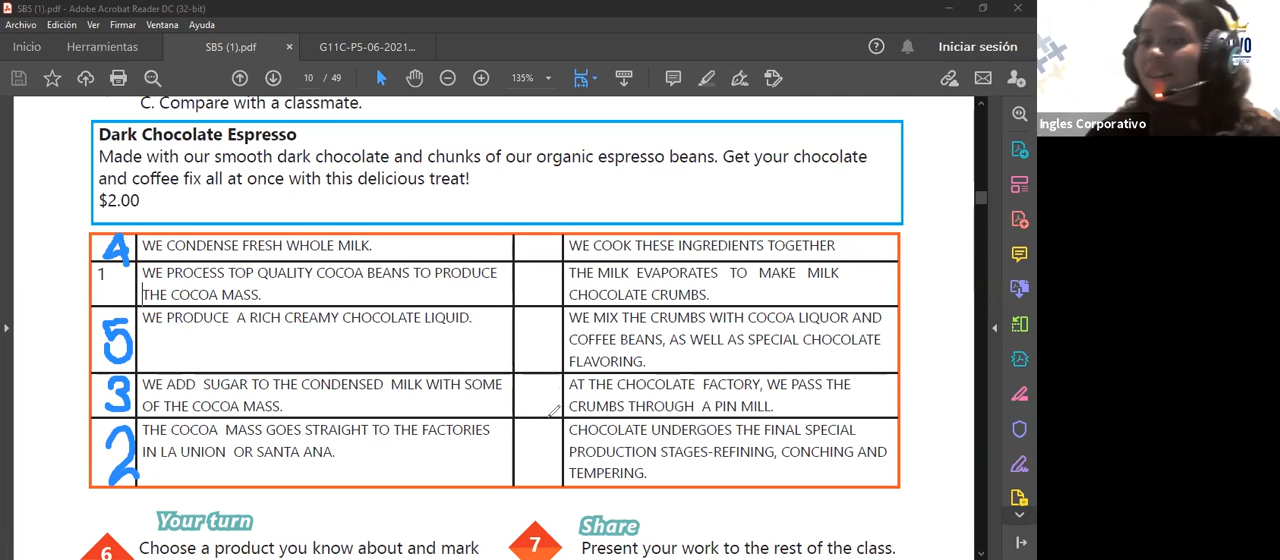 SB5 (1).pdf - Adobe Acrobat Reader DC (32-bit)
Archivo Edición Ver Firmar Ventana Ayuda
Inicio Herramientas SB5 (1).pdf × G11C-P5-06-2021... Iniciar sesión
10 / 49 135%
Ingles Corporativo
C. Compare with a classmate.
Dark Chocolate Espresso
Made with our smooth dark chocolate and chunks of our organic espresso beans. Get your chocolate
and coffee fix all at once with this delicious treat!
$2.00
4 WE CONDENSE FRESH WHOLE MILK.
1 WE PROCESS TOP QUALITY COCOA BEANS TO PRODUCE
THE COCOA MASS.
5 WE PRODUCE A RICH CREAMY CHOCOLATE LIQUID.
3 WE ADD SUGAR TO THE CONDENSED MILK WITH SOME
OF THE COCOA MASS.
2 THE COCOA MASS GOES STRAIGHT TO THE FACTORIES
IN LA UNION OR SANTA ANA.
WE COOK THESE INGREDIENTS TOGETHER
THE MILK EVAPORATES TO MAKE MILK
CHOCOLATE CRUMBS.
WE MIX THE CRUMBS WITH COCOA LIQUOR AND
COFFEE BEANS, AS WELL AS SPECIAL CHOCOLATE
FLAVORING.
AT THE CHOCOLATE FACTORY, WE PASS THE
CRUMBS THROUGH A PIN MILL.
CHOCOLATE UNDERGOES THE FINAL SPECIAL
PRODUCTION STAGES-REFINING, CONCHING AND
TEMPERING.
Your turn
6 Choose a product you know about and mark
Share
7 Present your work to the rest of the class.